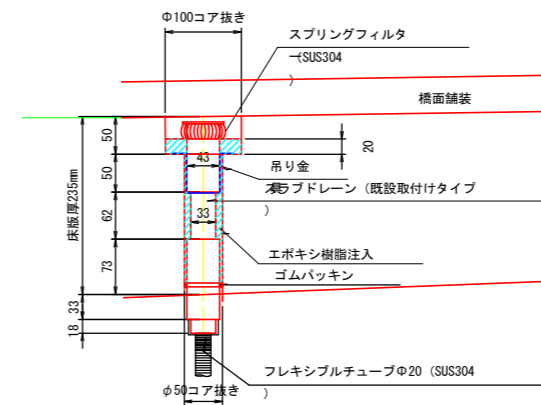 Φ100コア抜き
スプリングフィルタ
ー(SUS304
)
橋面舗装
床版厚235mm
50
50
62
73
33
18
20
43
33
吊り金
具
スラブドレーン（既設取付けタイプ
)
エポキシ樹脂注入
ゴムパッキン
フレキシブルチューブΦ20（SUS304
)
φ50コア抜き